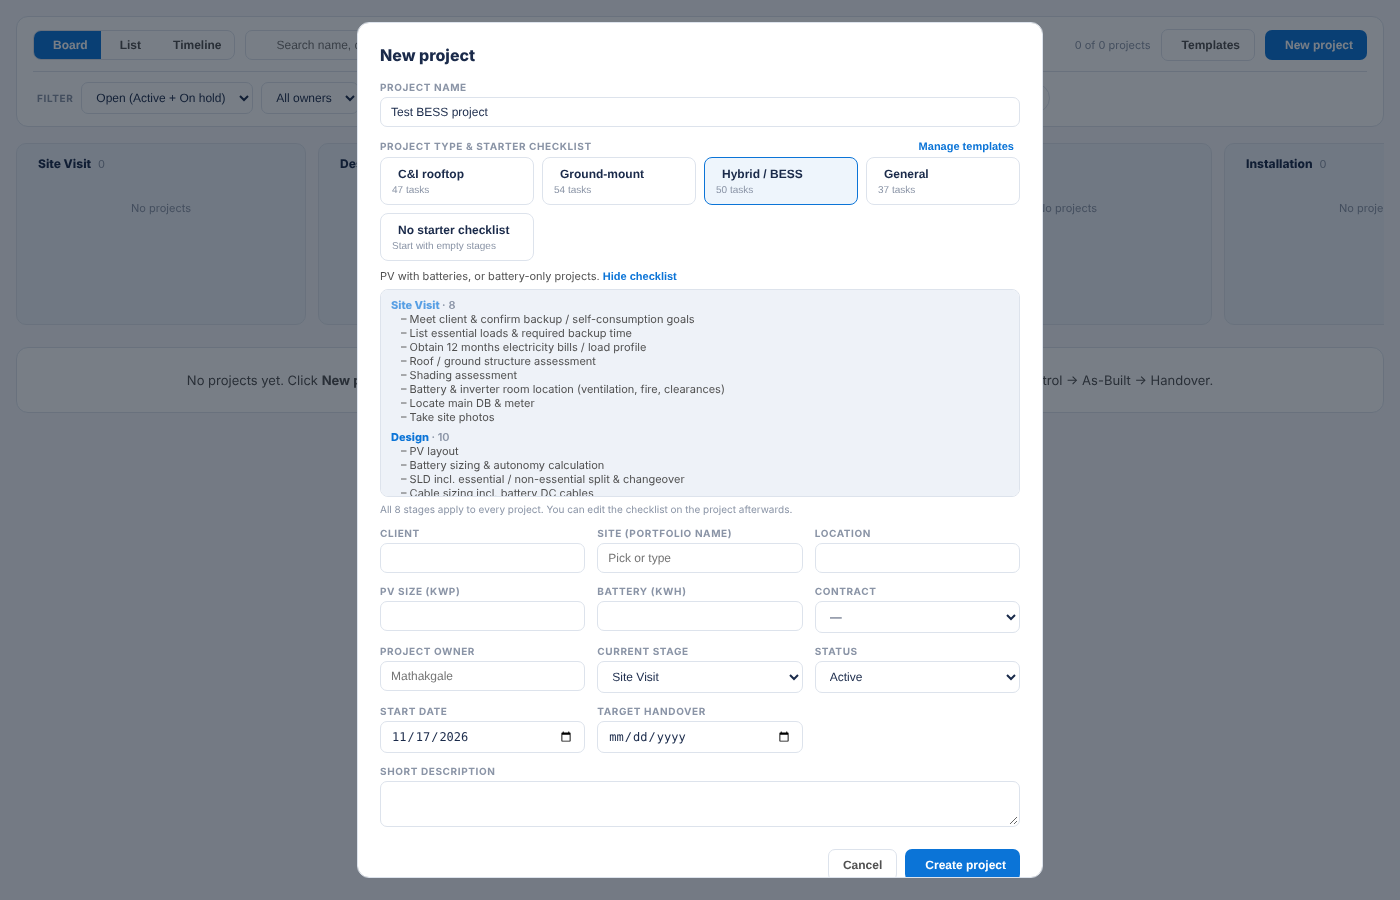 Board List Timeline Search name, c 0 of 0 projects Templates New project
FILTER Open (Active + On hold) All owners
Site Visit 0 De Installation 0
No projects No projects No proje
No projects yet. Click New p trol → As-Built → Handover.
New project
PROJECT NAME
Test BESS project
PROJECT TYPE & STARTER CHECKLIST Manage templates
C&I rooftop
47 tasks
Ground-mount
54 tasks
Hybrid / BESS
50 tasks
General
37 tasks
No starter checklist
Start with empty stages
PV with batteries, or battery-only projects. Hide checklist
Site Visit · 8
– Meet client & confirm backup / self-consumption goals
– List essential loads & required backup time
– Obtain 12 months electricity bills / load profile
– Roof / ground structure assessment
– Shading assessment
– Battery & inverter room location (ventilation, fire, clearances)
– Locate main DB & meter
– Take site photos
Design · 10
– PV layout
– Battery sizing & autonomy calculation
– SLD incl. essential / non-essential split & changeover
– Cable sizing incl. battery DC cables
All 8 stages apply to every project. You can edit the checklist on the project afterwards.
CLIENT SITE (PORTFOLIO NAME) LOCATION
Pick or type
PV SIZE (KWP) BATTERY (KWH) CONTRACT
—
PROJECT OWNER CURRENT STAGE STATUS
Mathakgale Site Visit Active
START DATE TARGET HANDOVER
11/17/2026 mm/dd/yyyy
SHORT DESCRIPTION
Cancel Create project